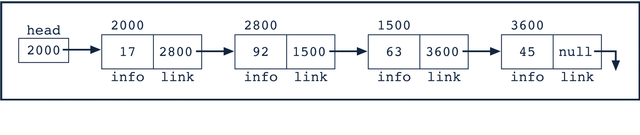 head 2000 2800 1500 3600
2000 17 2800 92 1500 63 3600 45 null
info link info link info link info link